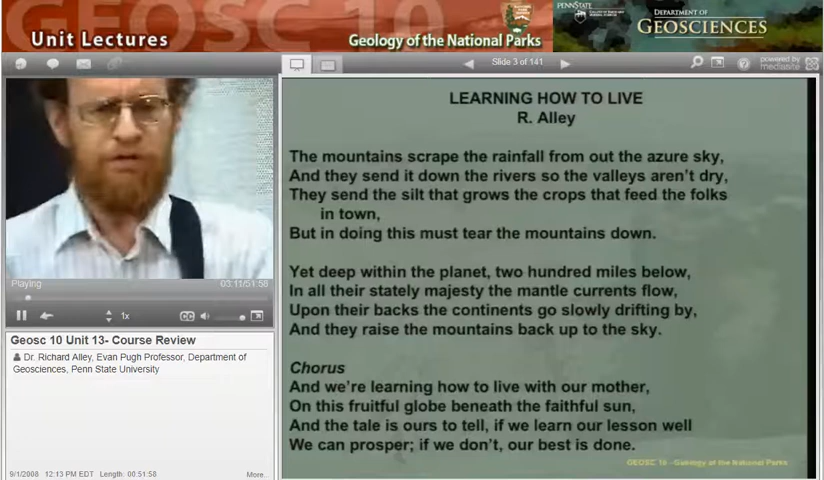 GEOSC 10
Unit Lectures
Geology of the National Parks
PENNSTATE
DEPARTMENT OF
GEOSCIENCES
Slide 3 of 141
powered by
mediasite
LEARNING HOW TO LIVE
R. Alley
The mountains scrape the rainfall from out the azure sky,
And they send it down the rivers so the valleys aren't dry,
They send the silt that grows the crops that feed the folks
in town,
But in doing this must tear the mountains down.
Yet deep within the planet, two hundred miles below,
In all their stately majesty the mantle currents flow,
Upon their backs the continents go slowly drifting by,
And they raise the mountains back up to the sky.
Chorus
And we're learning how to live with our mother,
On this fruitful globe beneath the faithful sun,
And the tale is ours to tell, if we learn our lesson well
We can prosper; if we don't, our best is done.
GEOSC 10 - Geology of the National Parks
Playing
03:11/51:58
1x
CC
Geosc 10 Unit 13- Course Review
Dr. Richard Alley, Evan Pugh Professor, Department of
Geosciences, Penn State University
9/1/2008 12:13 PM EDT Length: 00:51:58
More...